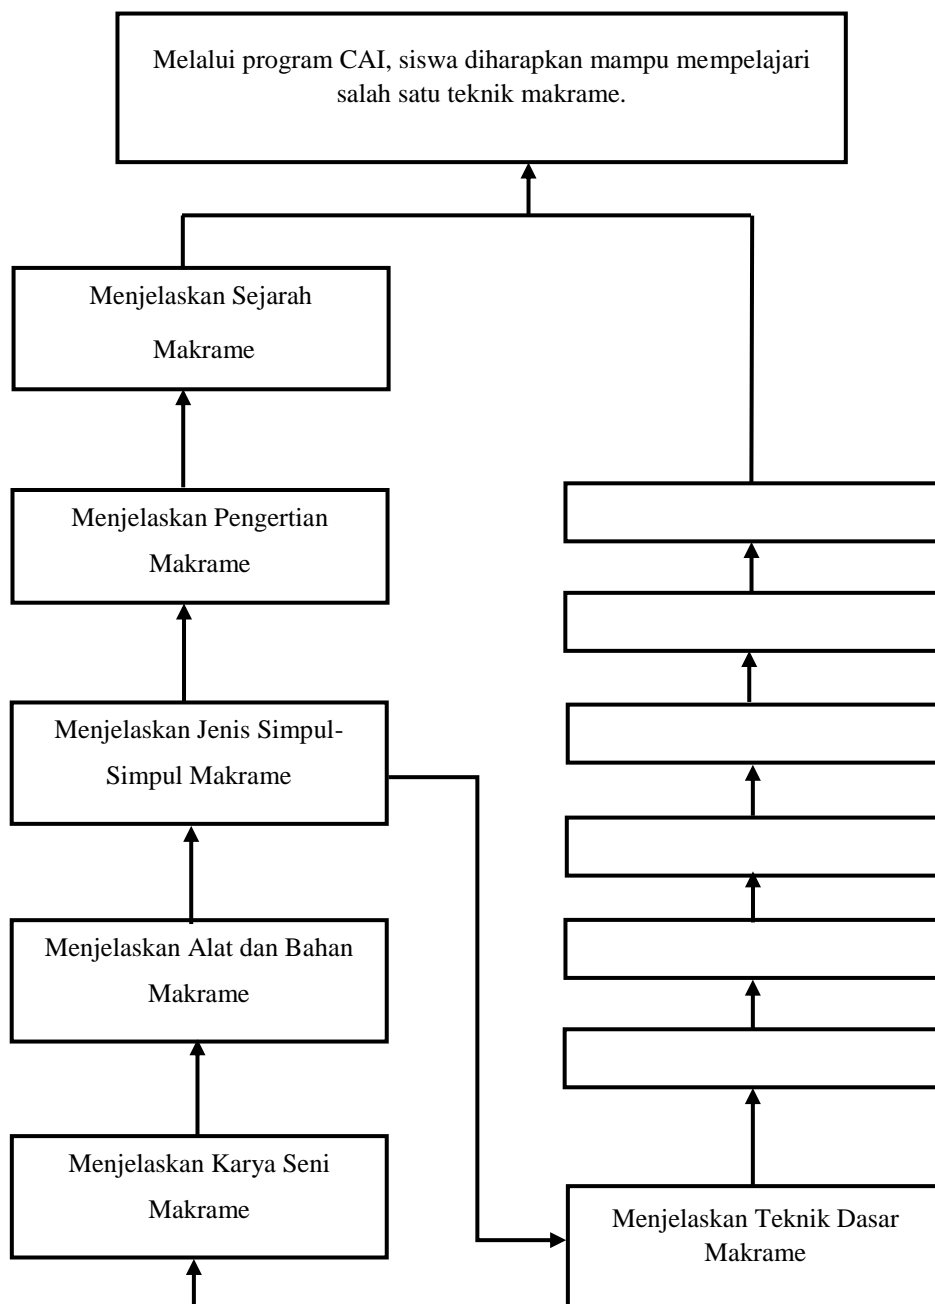 Melalui program CAI, siswa diharapkan mampu mempelajari
salah satu teknik makrame.
Menjelaskan Sejarah
Makrame
Menjelaskan Pengertian
Makrame
Menjelaskan Jenis Simpul-
Simpul Makrame
Menjelaskan Alat dan Bahan
Makrame
Menjelaskan Karya Seni
Makrame
Menjelaskan Teknik Dasar
Makrame